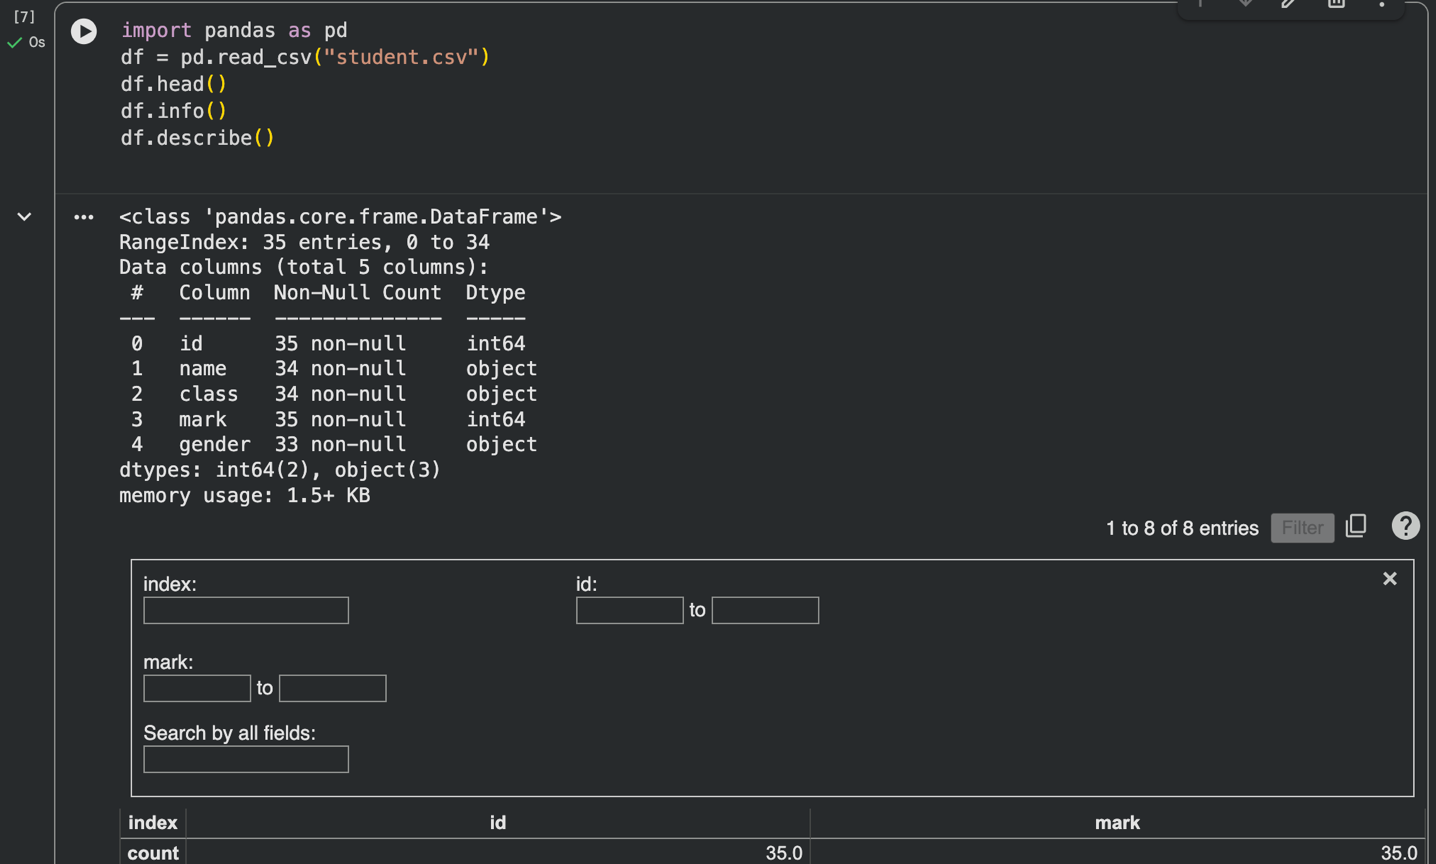 [7]
0s
import pandas as pd
df = pd.read_csv("student.csv")
df.head()
df.info()
df.describe()
<class 'pandas.core.frame.DataFrame'>
RangeIndex: 35 entries, 0 to 34
Data columns (total 5 columns):
 #   Column  Non-Null Count  Dtype
---  ------  --------------  -----
 0   id      35 non-null     int64
 1   name    34 non-null     object
 2   class   34 non-null     object
 3   mark    35 non-null     int64
 4   gender  33 non-null     object
dtypes: int64(2), object(3)
memory usage: 1.5+ KB
1 to 8 of 8 entries Filter ?
index: id:
to
mark:
to
Search by all fields:
index id mark
count 35.0 35.0